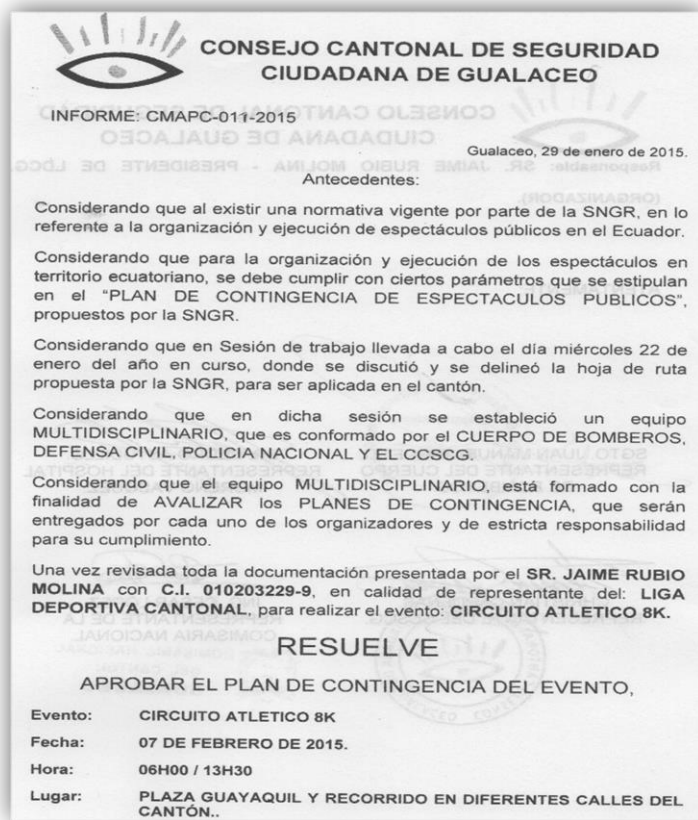 CONSEJO CANTONAL DE SEGURIDAD
CIUDADANA DE GUALACEO
INFORME: CMAPC-011-2015
Gualaceo, 29 de enero de 2015.
Antecedentes:
Considerando que al existir una normativa vigente por parte de la SNGR, en lo
referente a la organización y ejecución de espectáculos públicos en el Ecuador.
Considerando que para la organización y ejecución de los espectáculos en
territorio ecuatoriano, se debe cumplir con ciertos parámetros que se estipulan
en el “PLAN DE CONTINGENCIA DE ESPECTACULOS PUBLICOS”,
propuestos por la SNGR.
Considerando que en Sesión de trabajo llevada a cabo el día miércoles 22 de
enero del año en curso, donde se discutió y se delineó la hoja de ruta
propuesta por la SNGR, para ser aplicada en el cantón.
Considerando que en dicha sesión se estableció un equipo
MULTIDISCIPLINARIO, que es conformado por el CUERPO DE BOMBEROS,
DEFENSA CIVIL, POLICIA NACIONAL Y EL CCSCG.
Considerando que el equipo MULTIDISCIPLINARIO, está formado con la
finalidad de AVALIZAR los PLANES DE CONTINGENCIA, que serán
entregados por cada uno de los organizadores y de estricta responsabilidad
para su cumplimiento.
Una vez revisada toda la documentación presentada por el SR. JAIME RUBIO
MOLINA con C.I. 010203229-9, en calidad de representante del: LIGA
DEPORTIVA CANTONAL, para realizar el evento: CIRCUITO ATLETICO 8K.
RESUELVE
APROBAR EL PLAN DE CONTINGENCIA DEL EVENTO,
Evento: CIRCUITO ATLETICO 8K
Fecha: 07 DE FEBRERO DE 2015.
Hora: 06H00 / 13H30
Lugar: PLAZA GUAYAQUIL Y RECORRIDO EN DIFERENTES CALLES DEL
CANTÓN..